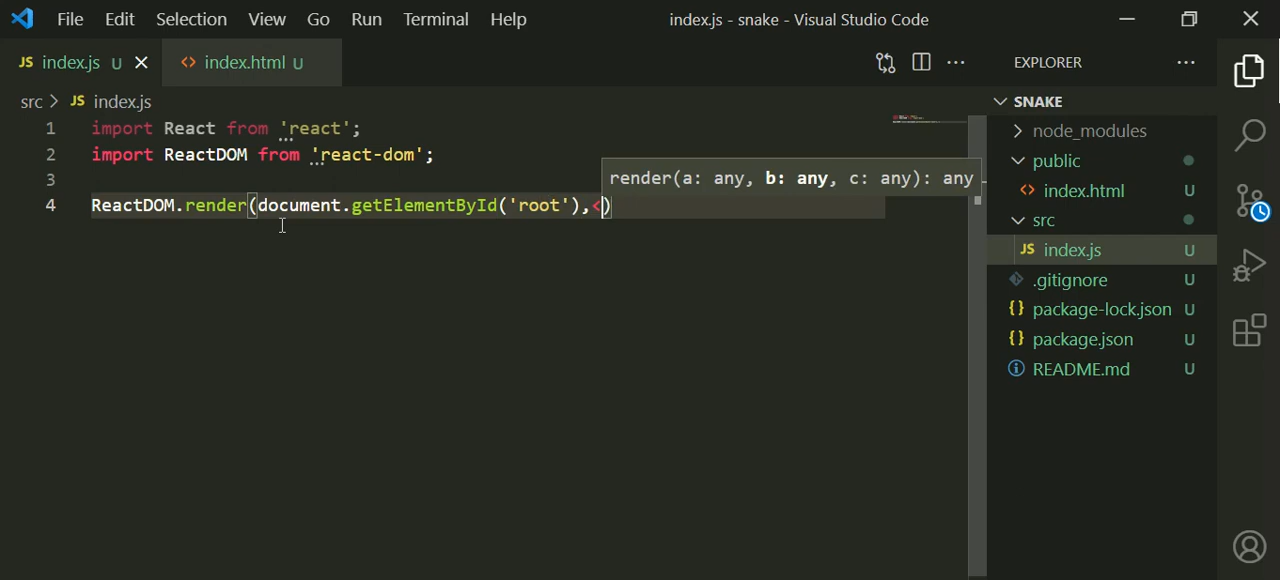 File Edit Selection View Go Run Terminal Help index.js - snake - Visual Studio Code
JS index.js U <> index.html U
EXPLORER
src > JS index.js
SNAKE
1 import React from 'react';
2 import ReactDOM from 'react-dom';
3
4 ReactDOM.render(document.getElementById('root'),<)
render(a: any, b: any, c: any): any
node_modules
public
<> index.html U
src
JS index.js U
.gitignore U
{} package-lock.json U
{} package.json U
README.md U